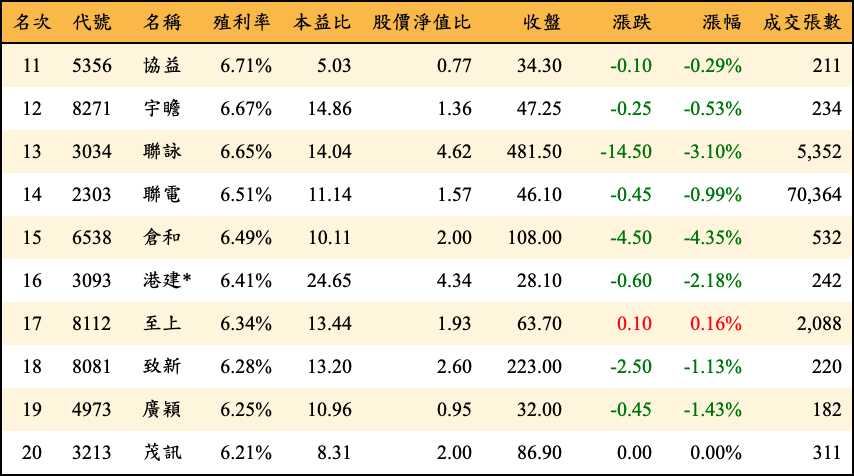 名次 代號 名稱 殖利率 本益比 股價淨值比 收盤 漲跌 漲幅 成交張數
11 5356 協益 6.71% 5.03 0.77 34.30 -0.10 -0.29% 211
12 8271 宇瞻 6.67% 14.86 1.36 47.25 -0.25 -0.53% 234
13 3034 聯詠 6.65% 14.04 4.62 481.50 -14.50 -3.10% 5,352
14 2303 聯電 6.51% 11.14 1.57 46.10 -0.45 -0.99% 70,364
15 6538 倉和 6.49% 10.11 2.00 108.00 -4.50 -4.35% 532
16 3093 港建* 6.41% 24.65 4.34 28.10 -0.60 -2.18% 242
17 8112 至上 6.34% 13.44 1.93 63.70 0.10 0.16% 2,088
18 8081 致新 6.28% 13.20 2.60 223.00 -2.50 -1.13% 220
19 4973 廣穎 6.25% 10.96 0.95 32.00 -0.45 -1.43% 182
20 3213 茂訊 6.21% 8.31 2.00 86.90 0.00 0.00% 311